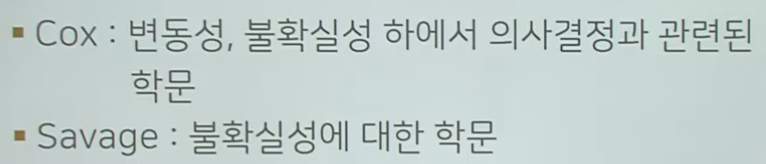 ▪ Cox : 변동성, 불확실성 하에서 의사결정과 관련된
학문
▪ Savage : 불확실성에 대한 학문